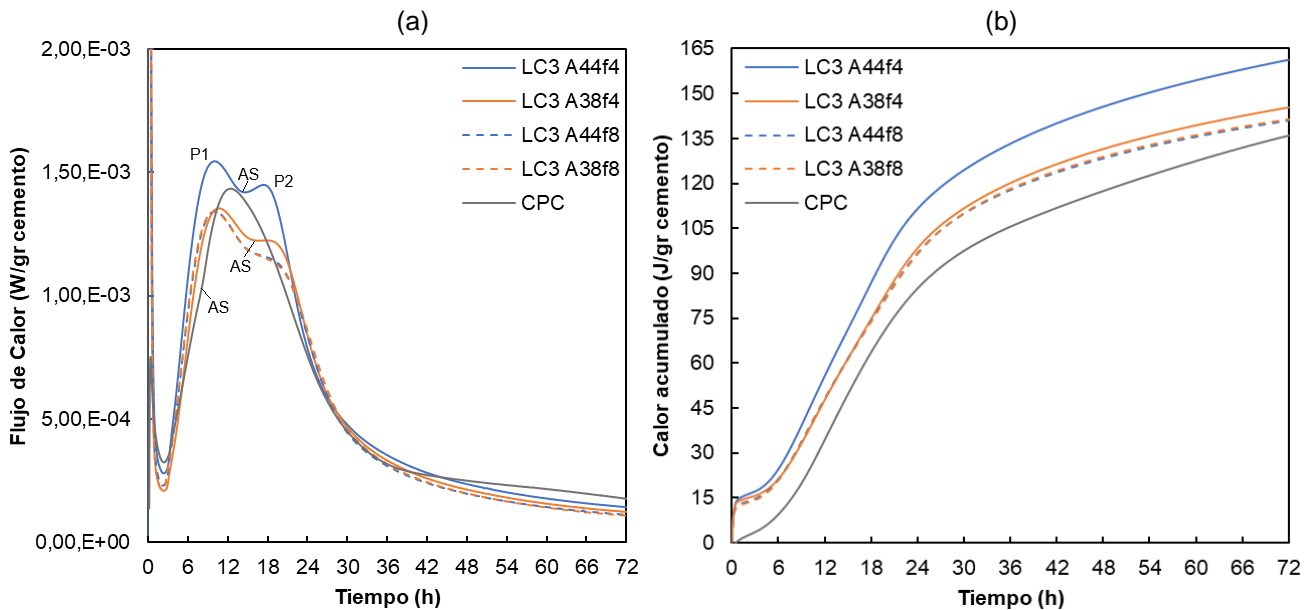 (a)
2,00,E-03
1,50,E-03
1,00,E-03
5,00,E-04
0,00,E+00
Flujo de Calor (W/gr cemento)
LC3 A44f4
LC3 A38f4
LC3 A44f8
LC3 A38f8
CPC
P1
AS
P2
AS
AS
0 6 12 18 24 30 36 42 48 54 60 66 72
Tiempo (h)
(b)
165
150
135
120
105
90
75
60
45
30
15
0
Calor acumulado (J/gr cemento)
LC3 A44f4
LC3 A38f4
LC3 A44f8
LC3 A38f8
CPC
0 6 12 18 24 30 36 42 48 54 60 66 72
Tiempo (h)